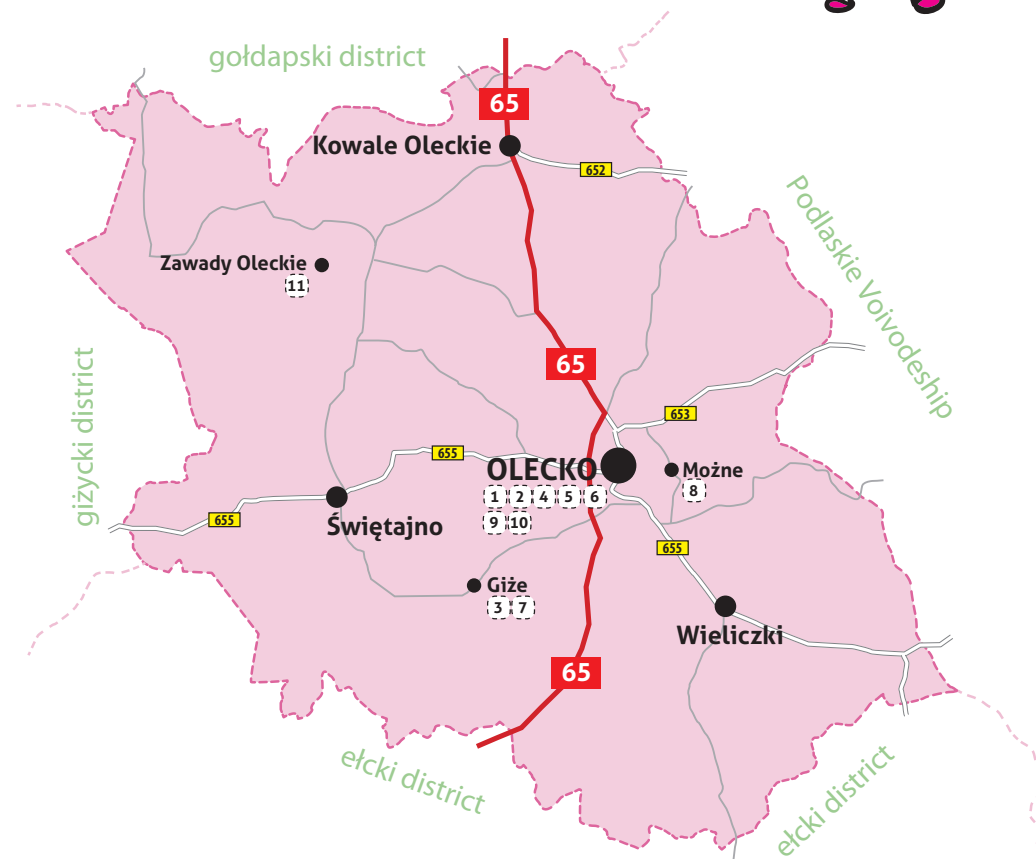 gołdapski district
65
Kowale Oleckie
652
Podlaskie Voivodeship
Zawady Oleckie
11
giżycki district
65
653
655
OLECKO
Możne
1 2 4 5 6
8
9 10
655
Świętajno
655
Giże
3 7
Wieliczki
65
ełcki district
ełcki district